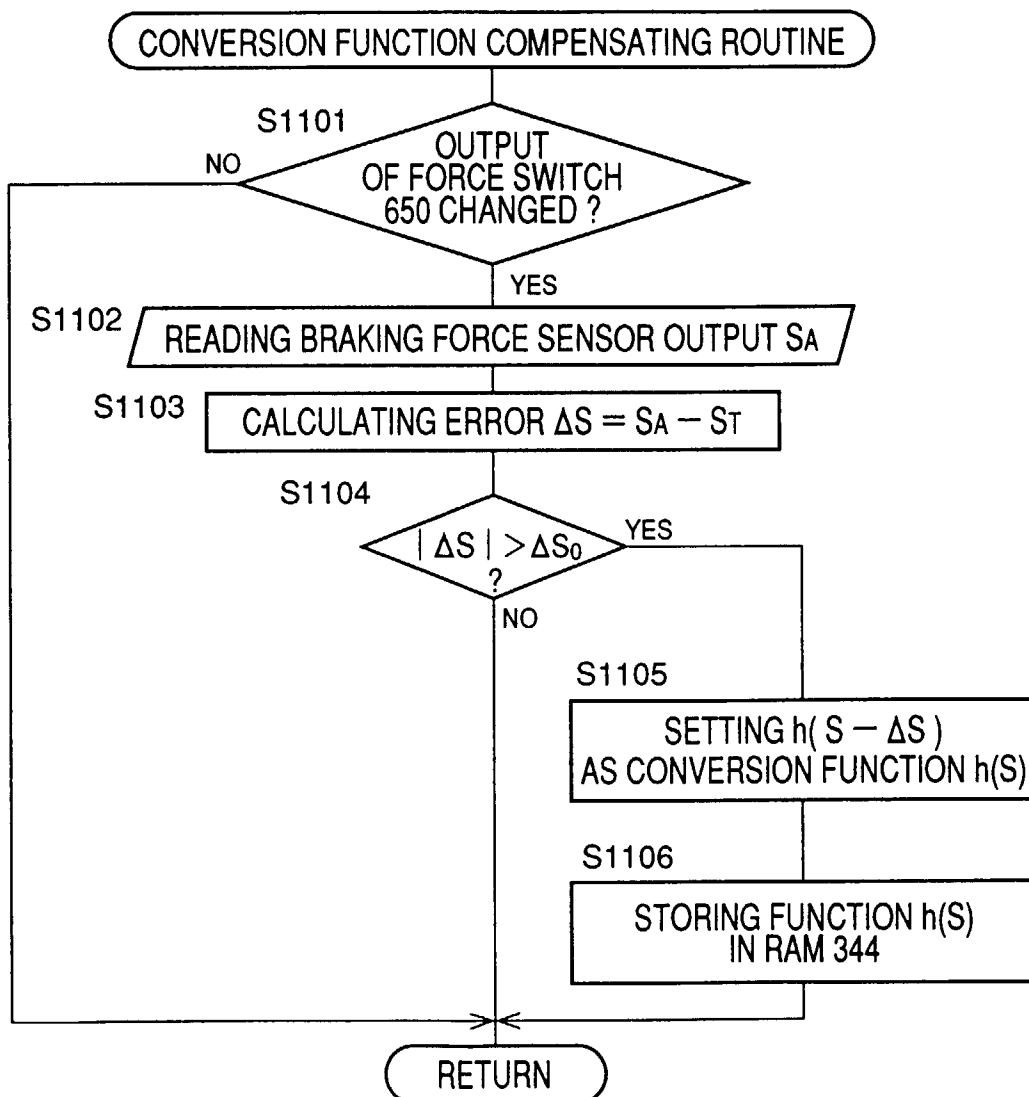 CONVERSION FUNCTION COMPENSATING ROUTINE
S1101
OUTPUT
OF FORCE SWITCH
650 CHANGED ?
NO
YES
S1102
READING BRAKING FORCE SENSOR OUTPUT SA
S1103
CALCULATING ERROR ΔS = SA − ST
S1104
| ΔS | > ΔS0
?
YES
NO
S1105
SETTING h( S − ΔS )
AS CONVERSION FUNCTION h(S)
S1106
STORING FUNCTION h(S)
IN RAM 344
RETURN